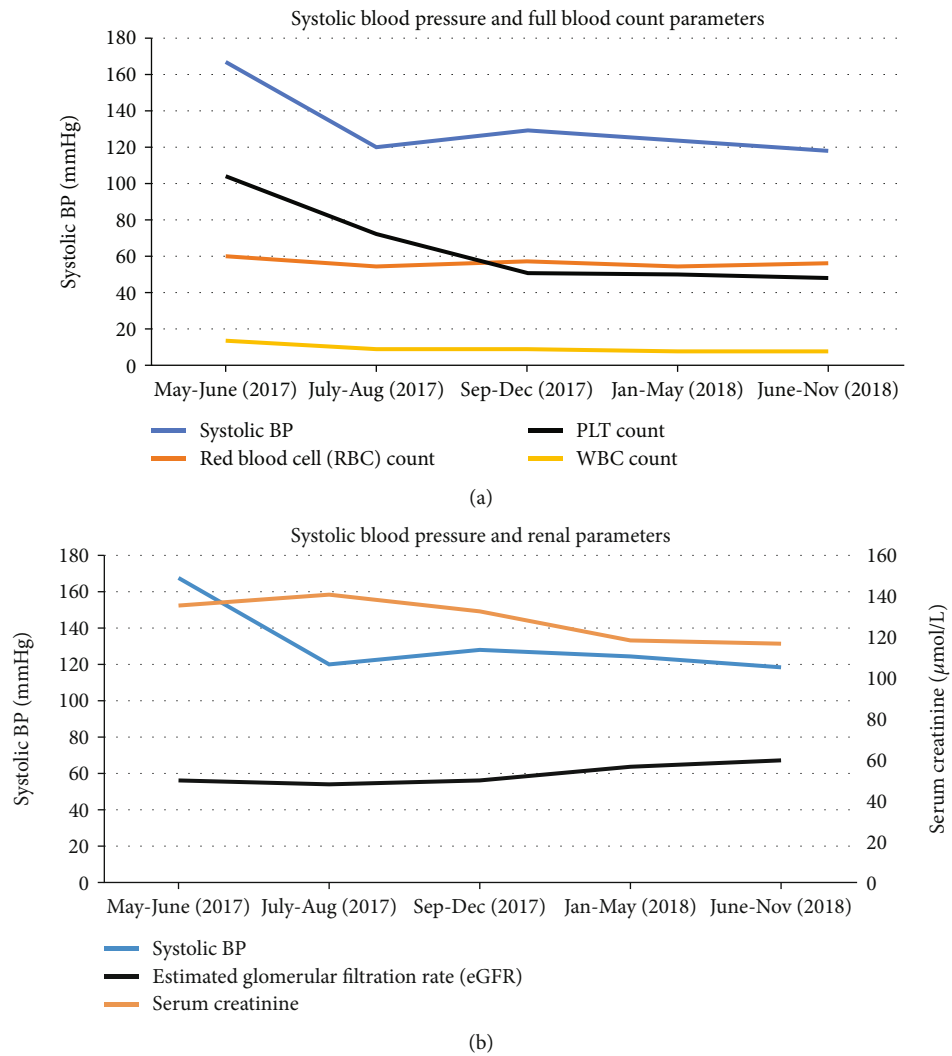 Systolic blood pressure and full blood count parameters
180
160
140
120
100
80
60
40
20
0
Systolic BP (mmHg)
May-June (2017) July-Aug (2017) Sep-Dec (2017) Jan-May (2018) June-Nov (2018)
Systolic BP
Red blood cell (RBC) count
PLT count
WBC count
(a)
Systolic blood pressure and renal parameters
180
160
140
120
100
80
60
40
20
0
Systolic BP (mmHg)
160
140
120
100
80
60
40
20
0
Serum creatinine (μmol/L)
May-June (2017) July-Aug (2017) Sep-Dec (2017) Jan-May (2018) June-Nov (2018)
Systolic BP
Estimated glomerular filtration rate (eGFR)
Serum creatinine
(b)